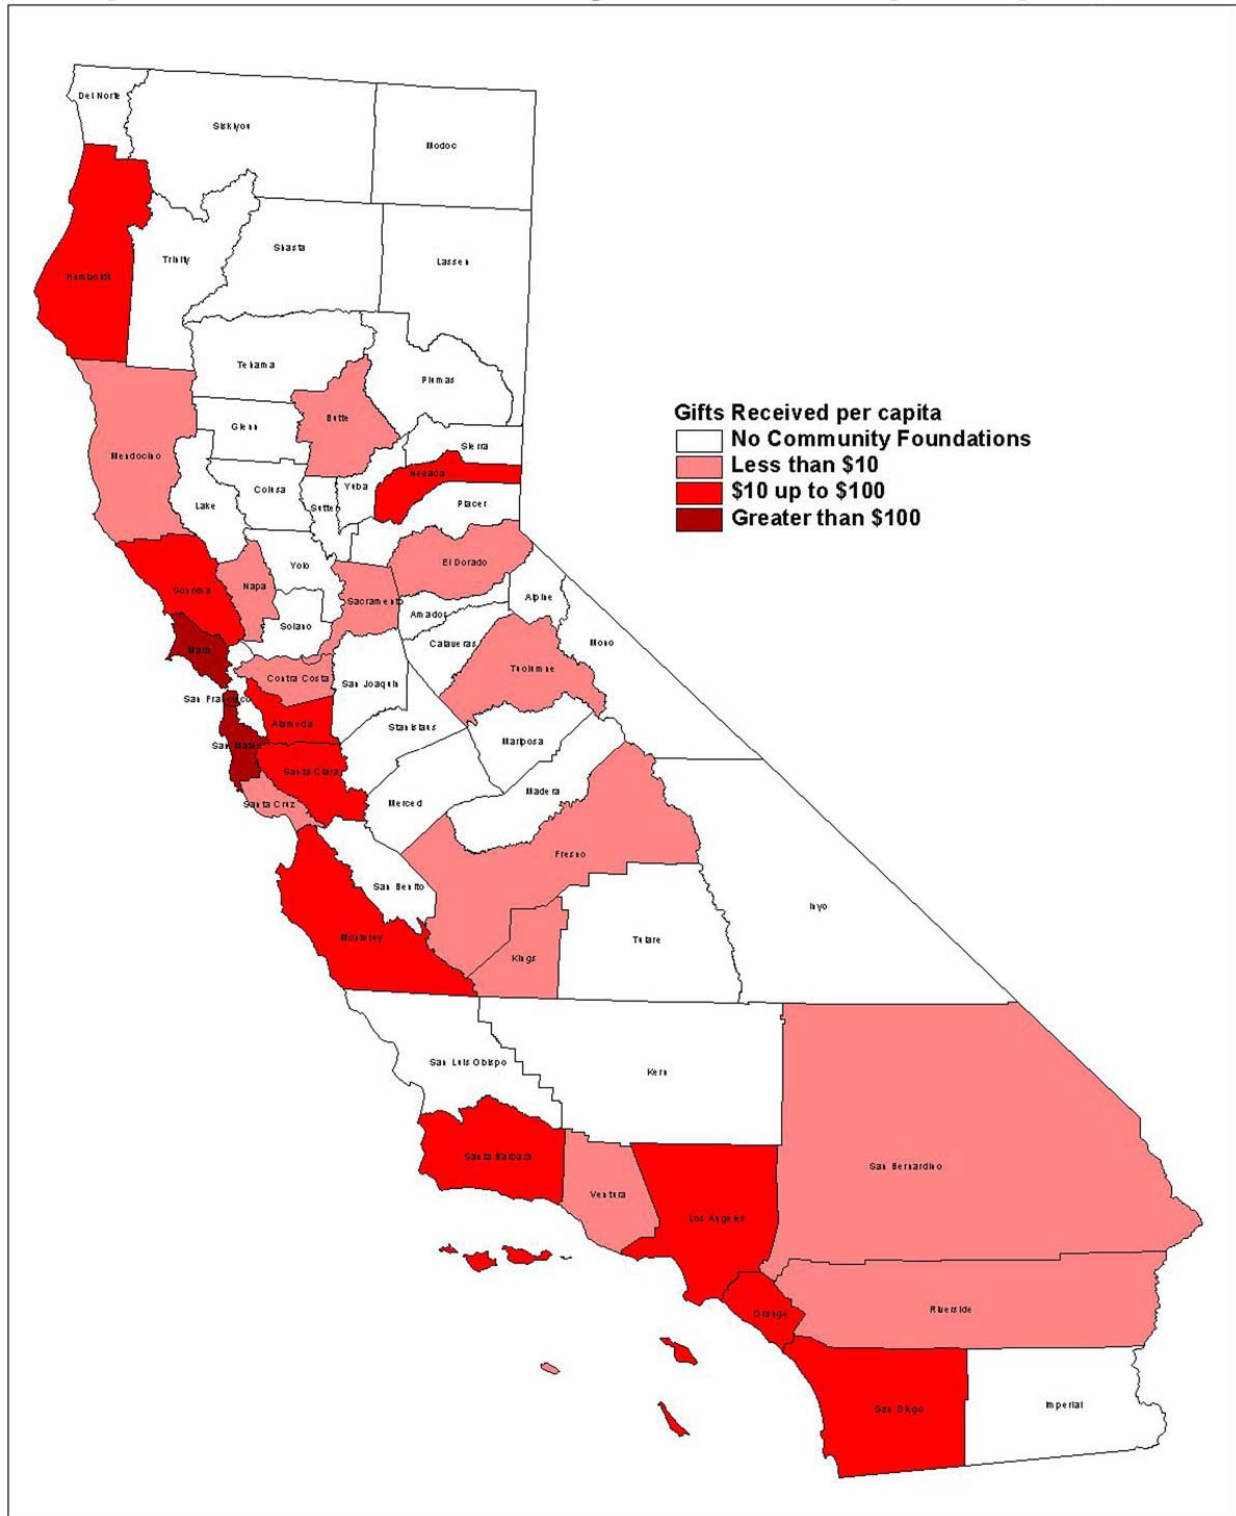 Del Norte
Siskiyou
Modoc
Humboldt
Trinity
Shasta
Lassen
Tehama
Plumas
Gifts Received per capita
No Community Foundations
Less than $10
$10 up to $100
Greater than $100
Butte
Glenn
Mendocino
Sierra
Nevada
Colusa
Yuba
Lake
Sutter
Placer
El Dorado
Yolo
Napa
Sonoma
Sacramento
Alpine
Amador
Solano
Mono
Calaveras
Marin
Tuolumne
Contra Costa
San Joaquin
San Francisco
Alameda
Stanislaus
Mariposa
San Mateo
Santa Clara
Madera
Santa Cruz
Merced
Fresno
San Benito
Inyo
Monterey
Tulare
Kings
San Luis Obispo
Kern
Santa Barbara
San Bernardino
Ventura
Los Angeles
Orange
Riverside
San Diego
Imperial